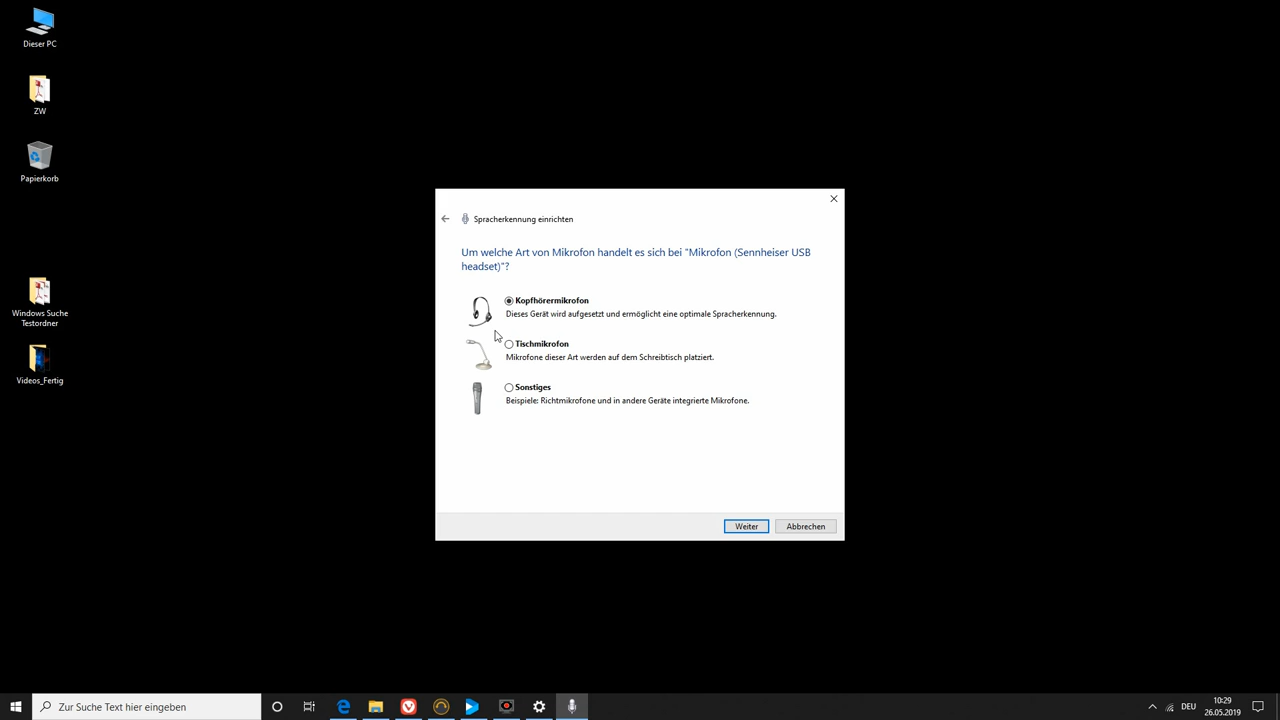 Dieser PC
ZW
Papierkorb
Windows Suche
Testordner
Videos_Fertig
Spracherkennung einrichten
Um welche Art von Mikrofon handelt es sich bei "Mikrofon (Sennheiser USB
headset)"?
Kopfhörermikrofon
Dieses Gerät wird aufgesetzt und ermöglicht eine optimale Spracherkennung.
Tischmikrofon
Mikrofone dieser Art werden auf dem Schreibtisch platziert.
Sonstiges
Beispiele: Richtmikrofone und in andere Geräte integrierte Mikrofone.
Weiter
Abbrechen
Zur Suche Text hier eingeben
DEU
10:29
26.05.2019